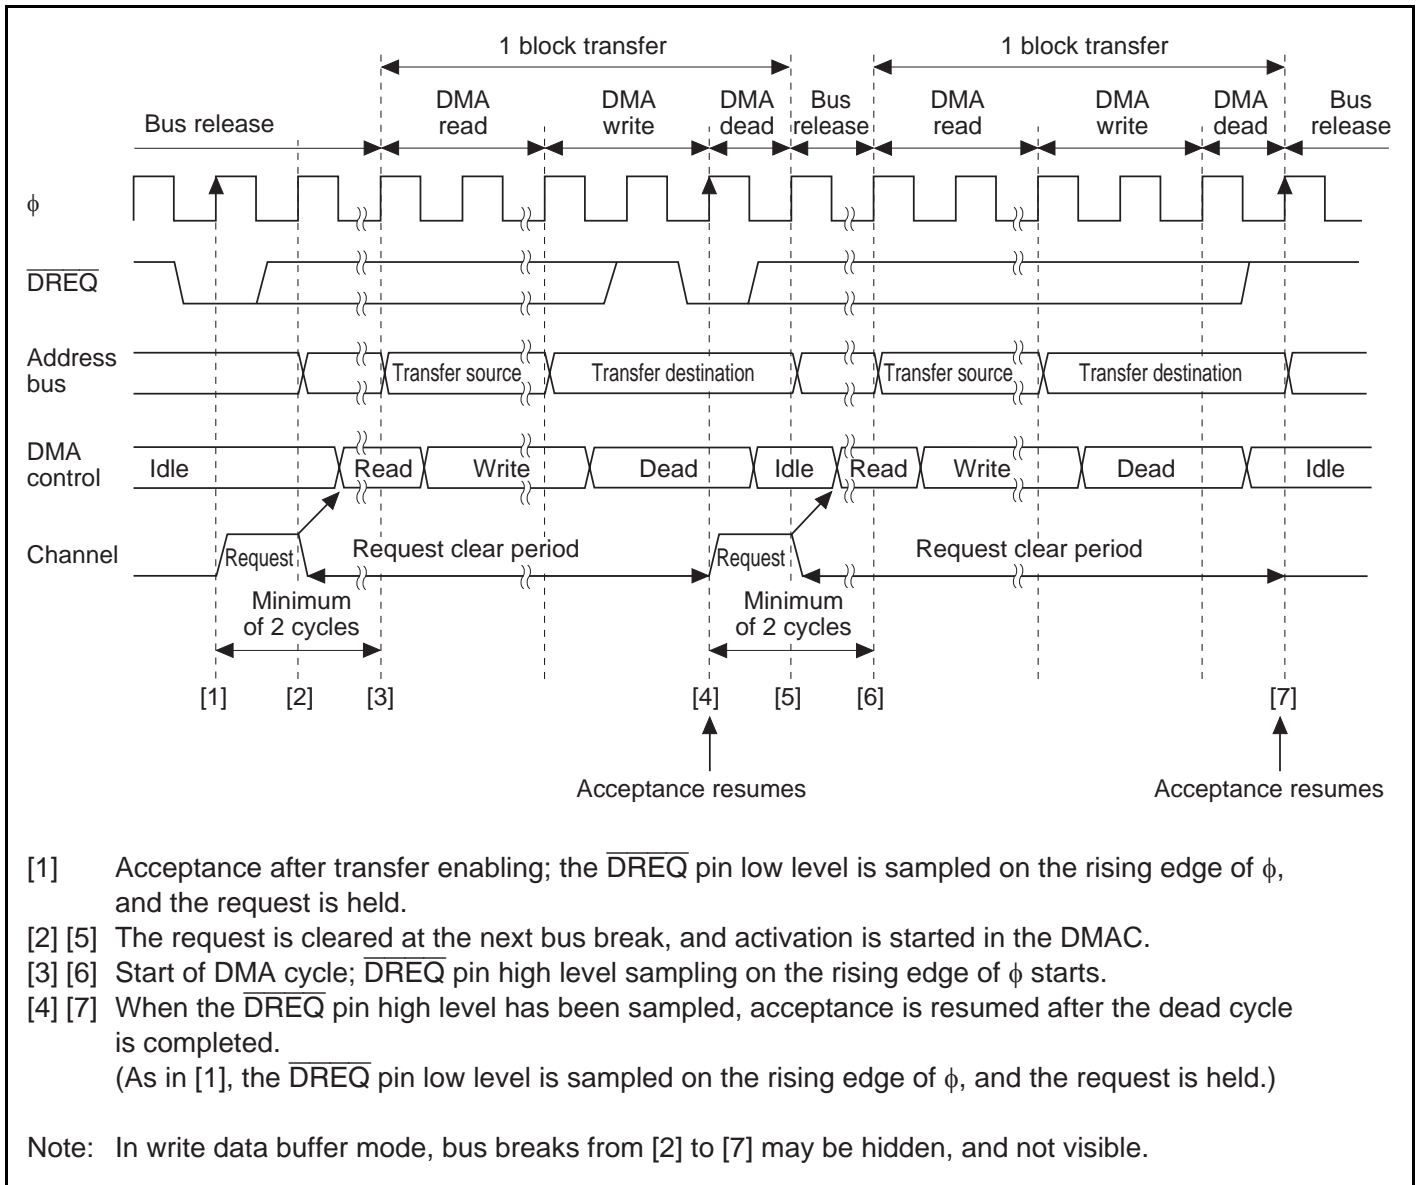 1 block transfer 1 block transfer
Bus release DMA read DMA write DMA dead Bus release DMA read DMA write DMA dead Bus release
ϕ
DREQ
Address bus Transfer source Transfer destination Transfer source Transfer destination
DMA control Idle Read Write Dead Idle Read Write Dead Idle
Channel Request Request clear period Request Request clear period
Minimum of 2 cycles Minimum of 2 cycles
[1] [2] [3] [4] [5] [6] [7]
Acceptance resumes Acceptance resumes
[1] Acceptance after transfer enabling; the DREQ pin low level is sampled on the rising edge of ϕ,
and the request is held.
[2] [5] The request is cleared at the next bus break, and activation is started in the DMAC.
[3] [6] Start of DMA cycle; DREQ pin high level sampling on the rising edge of ϕ starts.
[4] [7] When the DREQ pin high level has been sampled, acceptance is resumed after the dead cycle
is completed.
(As in [1], the DREQ pin low level is sampled on the rising edge of ϕ, and the request is held.)
Note: In write data buffer mode, bus breaks from [2] to [7] may be hidden, and not visible.